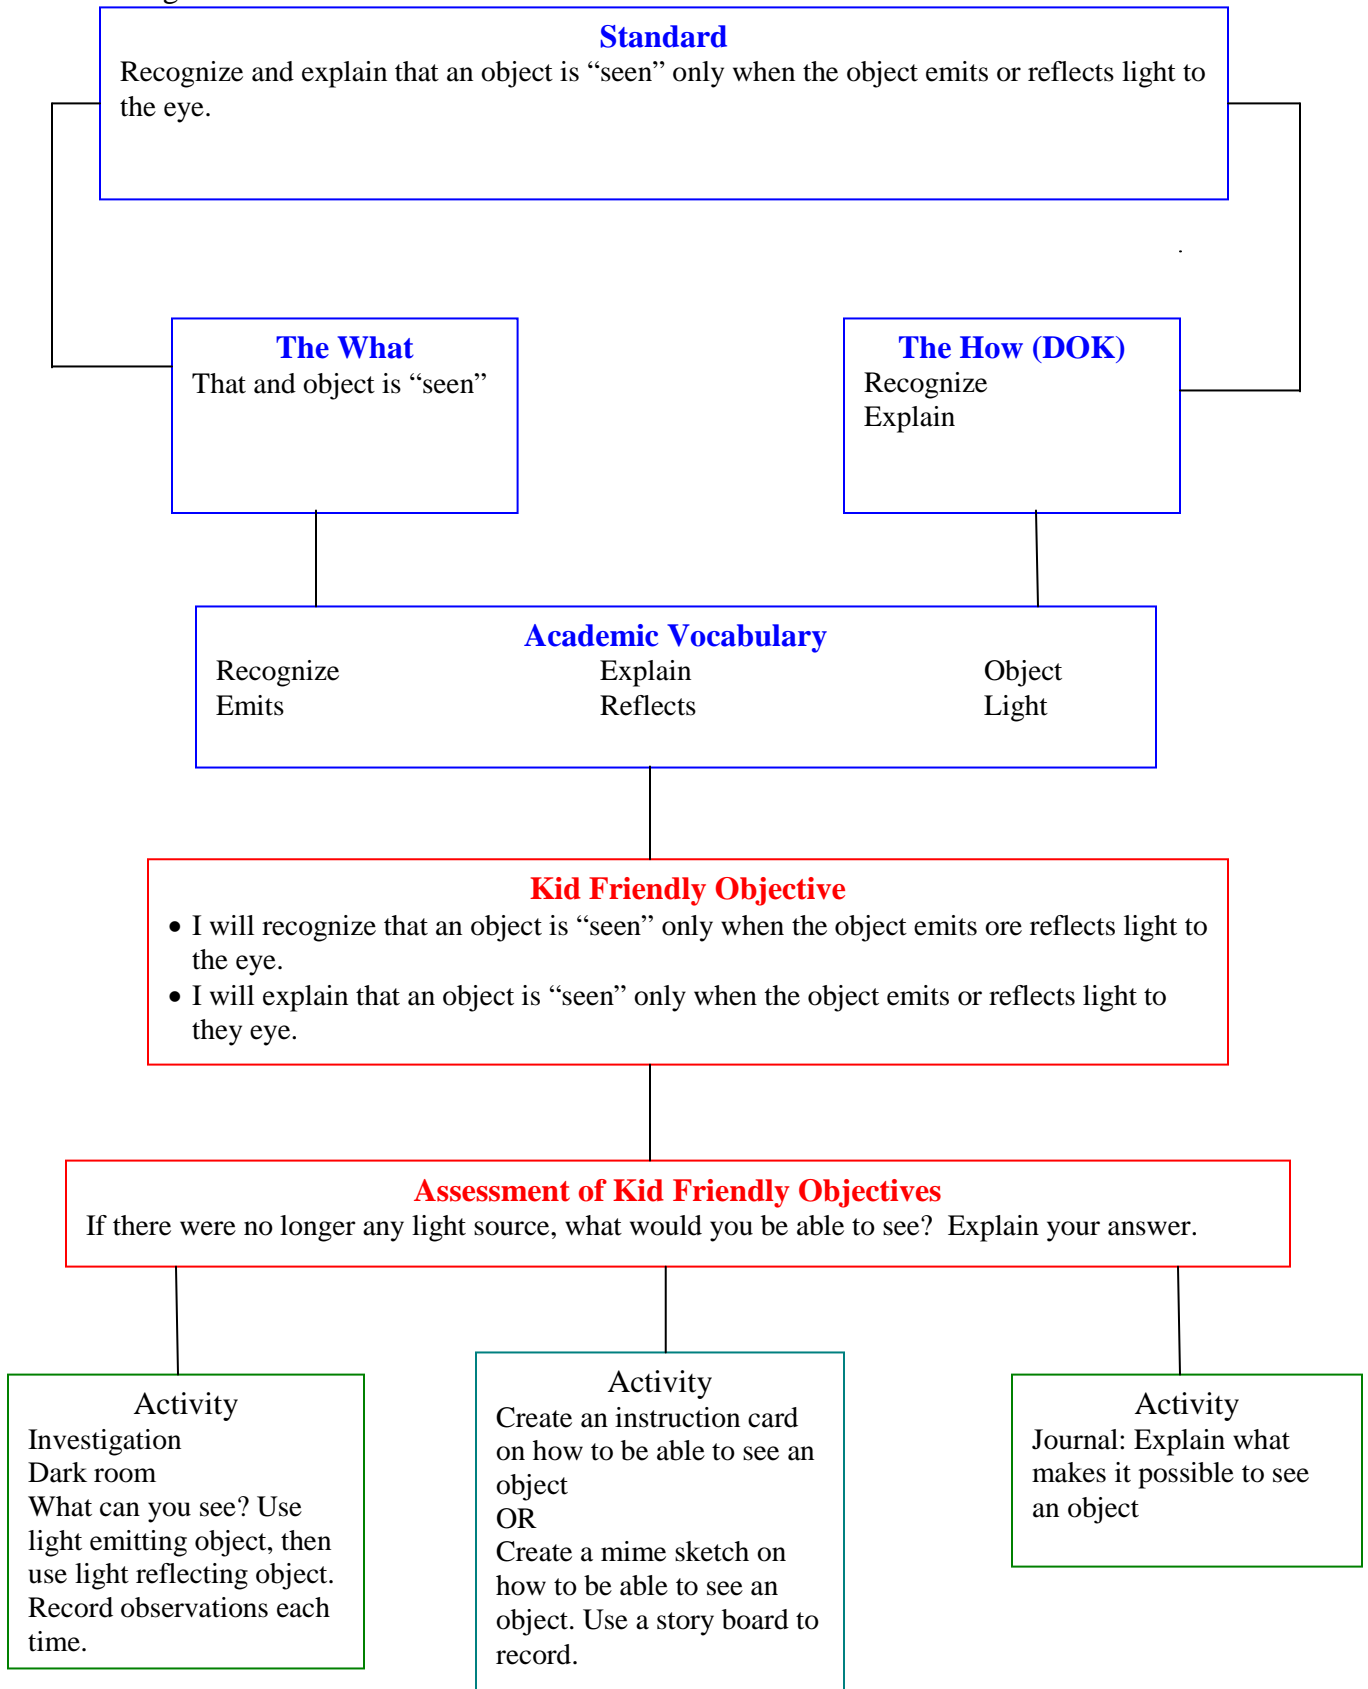 Standard
Recognize and explain that an object is “seen” only when the object emits or reflects light to
the eye.
The What
That and object is “seen”
The How (DOK)
Recognize
Explain
Academic Vocabulary
Recognize Explain Object
Emits Reflects Light
Kid Friendly Objective
• I will recognize that an object is “seen” only when the object emits ore reflects light to
the eye.
• I will explain that an object is “seen” only when the object emits or reflects light to
they eye.
Assessment of Kid Friendly Objectives
If there were no longer any light source, what would you be able to see?  Explain your answer.
Activity
Investigation
Dark room
What can you see? Use
light emitting object, then
use light reflecting object.
Record observations each
time.
Activity
Create an instruction card
on how to be able to see an
object
OR
Create a mime sketch on
how to be able to see an
object. Use a story board to
record.
Activity
Journal: Explain what
makes it possible to see
an object